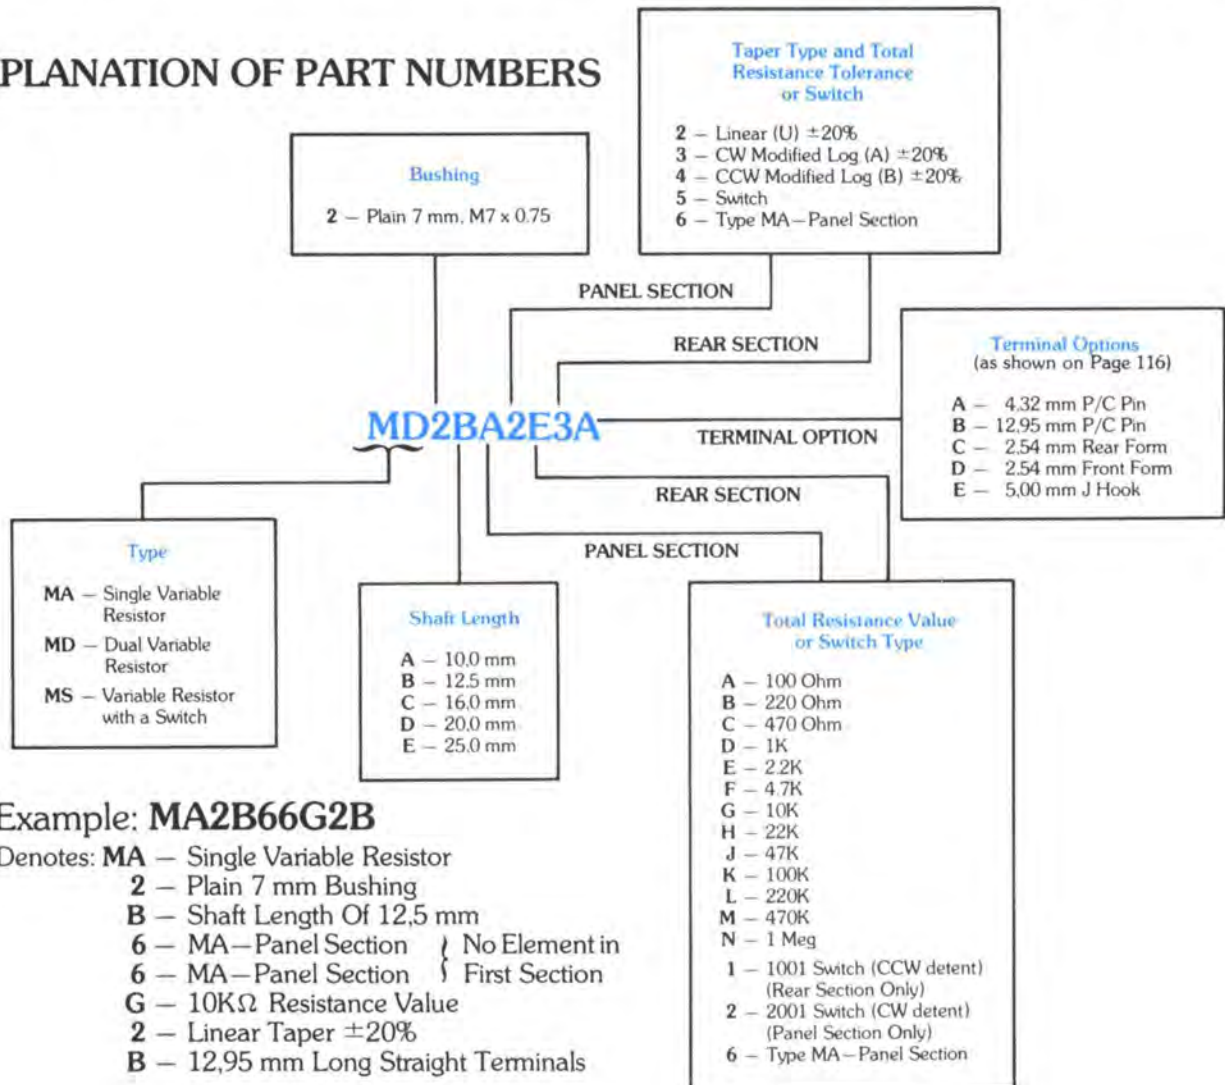 PLANATION OF PART NUMBERS
Taper Type and Total
Resistance Tolerance
or Switch
2 – Linear (U) ±20%
3 – CW Modified Log (A) ±20%
4 – CCW Modified Log (B) ±20%
5 – Switch
6 – Type MA–Panel Section
Bushing
2 – Plain 7 mm, M7 x 0.75
PANEL SECTION
REAR SECTION
Terminal Options
(as shown on Page 116)
A – 4,32 mm P/C Pin
B – 12,95 mm P/C Pin
C – 2.54 mm Rear Form
D – 2.54 mm Front Form
E – 5,00 mm J Hook
MD2BA2E3A
TERMINAL OPTION
REAR SECTION
PANEL SECTION
Type
MA – Single Variable
Resistor
MD – Dual Variable
Resistor
MS – Variable Resistor
with a Switch
Shaft Length
A – 10,0 mm
B – 12.5 mm
C – 16,0 mm
D – 20,0 mm
E – 25,0 mm
Total Resistance Value
or Switch Type
A – 100 Ohm
B – 220 Ohm
C – 470 Ohm
D – 1K
E – 2.2K
F – 4.7K
G – 10K
H – 22K
J – 47K
K – 100K
L – 220K
M – 470K
N – 1 Meg
1 – 1001 Switch (CCW detent)
(Rear Section Only)
2 – 2001 Switch (CW detent)
(Panel Section Only)
6 – Type MA–Panel Section
Example: MA2B66G2B
Denotes: MA – Single Variable Resistor
2 – Plain 7 mm Bushing
B – Shaft Length Of 12,5 mm
6 – MA–Panel Section } No Element in
6 – MA–Panel Section } First Section
G – 10KΩ Resistance Value
2 – Linear Taper ±20%
B – 12,95 mm Long Straight Terminals